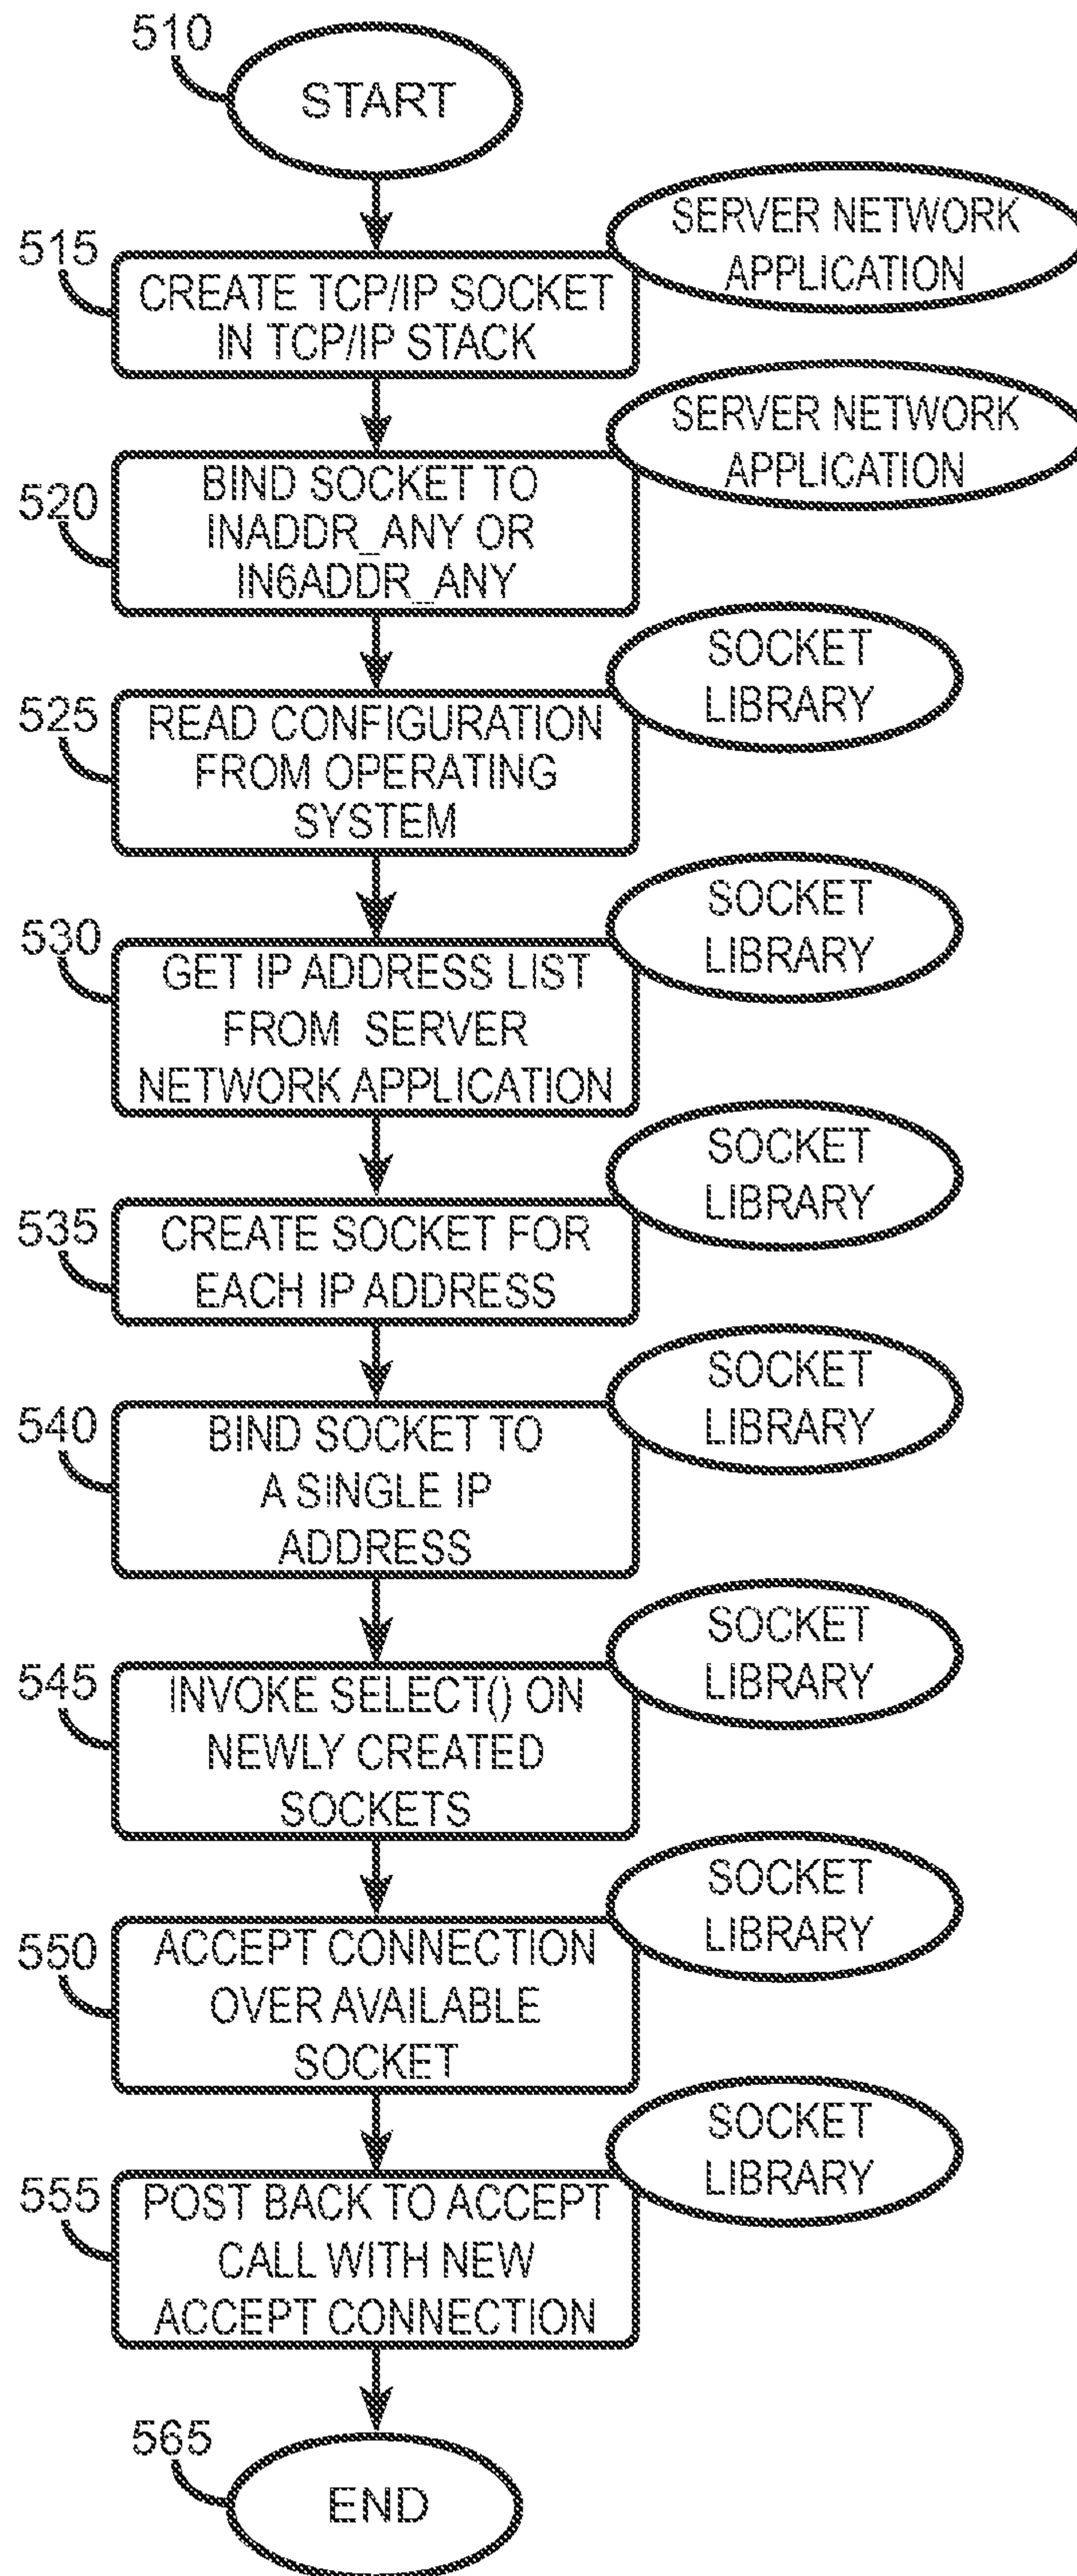 510
START
SERVER NETWORK
APPLICATION
515
CREATE TCP/IP SOCKET
IN TCP/IP STACK
SERVER NETWORK
APPLICATION
520
BIND SOCKET TO
INADDR_ANY OR
IN6ADDR_ANY
SOCKET
LIBRARY
525
READ CONFIGURATION
FROM OPERATING
SYSTEM
SOCKET
LIBRARY
530
GET IP ADDRESS LIST
FROM SERVER
NETWORK APPLICATION
SOCKET
LIBRARY
535
CREATE SOCKET FOR
EACH IP ADDRESS
SOCKET
LIBRARY
540
BIND SOCKET TO
A SINGLE IP
ADDRESS
SOCKET
LIBRARY
545
INVOKE SELECT() ON
NEWLY CREATED
SOCKETS
SOCKET
LIBRARY
550
ACCEPT CONNECTION
OVER AVAILABLE
SOCKET
SOCKET
LIBRARY
555
POST BACK TO ACCEPT
CALL WITH NEW
ACCEPT CONNECTION
565
END